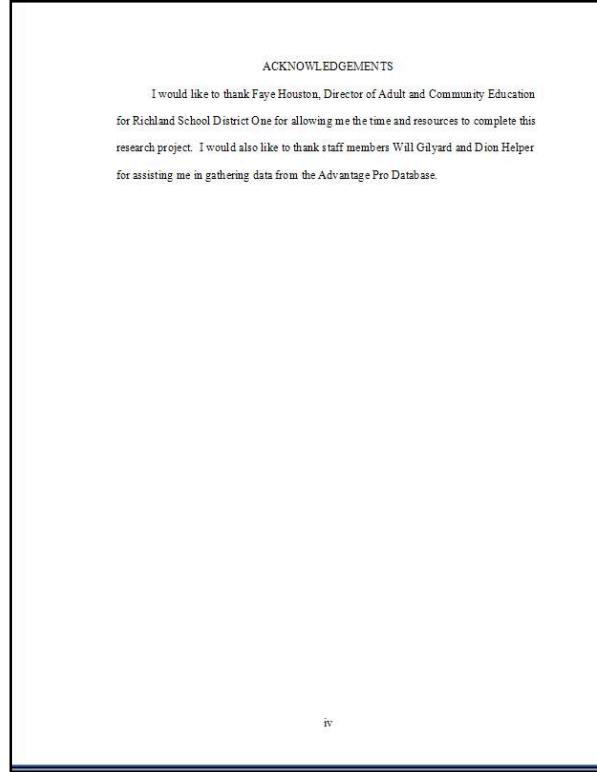 ACKNOWLEDGEMENTS
I would like to thank Faye Houston, Director of Adult and Community Education
for Richland School District One for allowing me the time and resources to complete this
research project.  I would also like to thank staff members Will Gilyard and Dion Helper
for assisting me in gathering data from the Advantage Pro Database.
iv